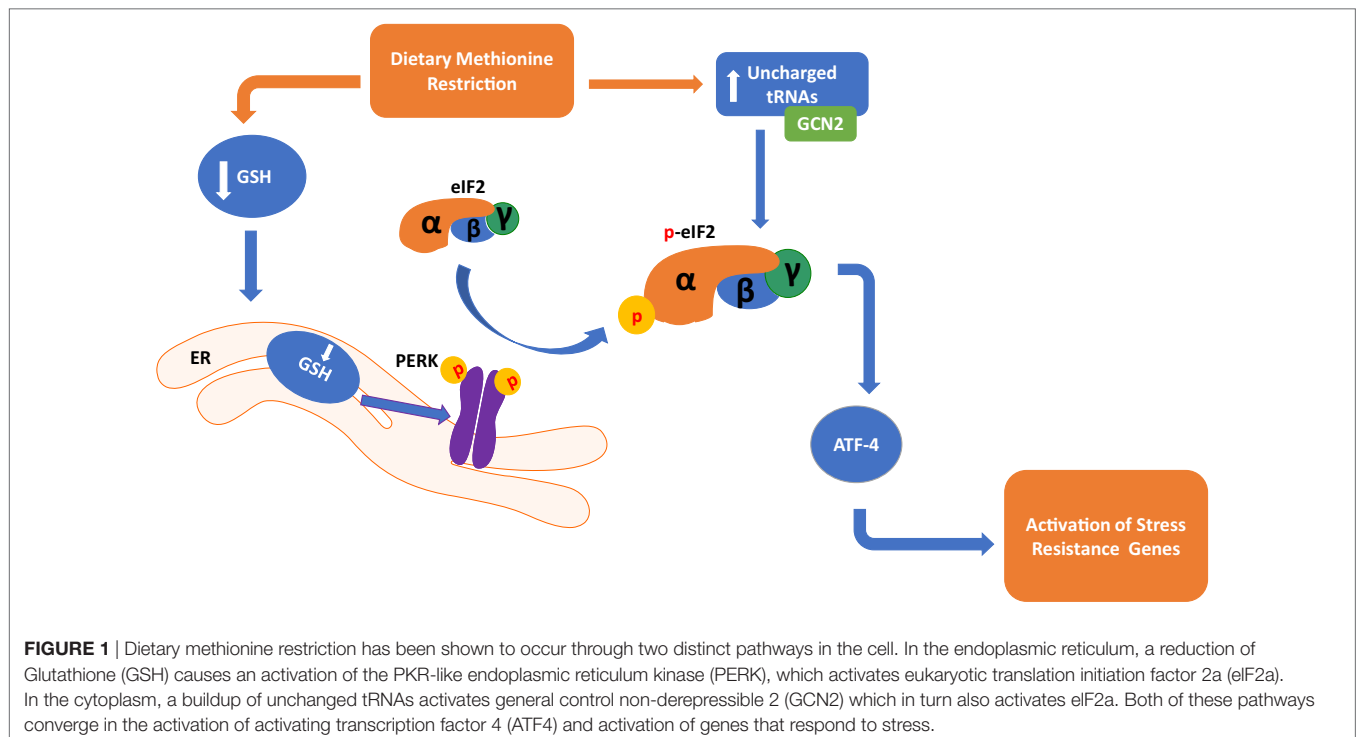 Dietary Methionine
Restriction
Uncharged
tRNAs
GCN2
GSH
eIF2
α
β
γ
p-eIF2
α
β
γ
p
ER
GSH
PERK
p
p
ATF-4
Activation of Stress
Resistance Genes
FIGURE 1 | Dietary methionine restriction has been shown to occur through two distinct pathways in the cell. In the endoplasmic reticulum, a reduction of
Glutathione (GSH) causes an activation of the PKR-like endoplasmic reticulum kinase (PERK), which activates eukaryotic translation initiation factor 2a (eIF2a).
In the cytoplasm, a buildup of unchanged tRNAs activates general control non-derepressible 2 (GCN2) which in turn also activates eIF2a. Both of these pathways
converge in the activation of activating transcription factor 4 (ATF4) and activation of genes that respond to stress.